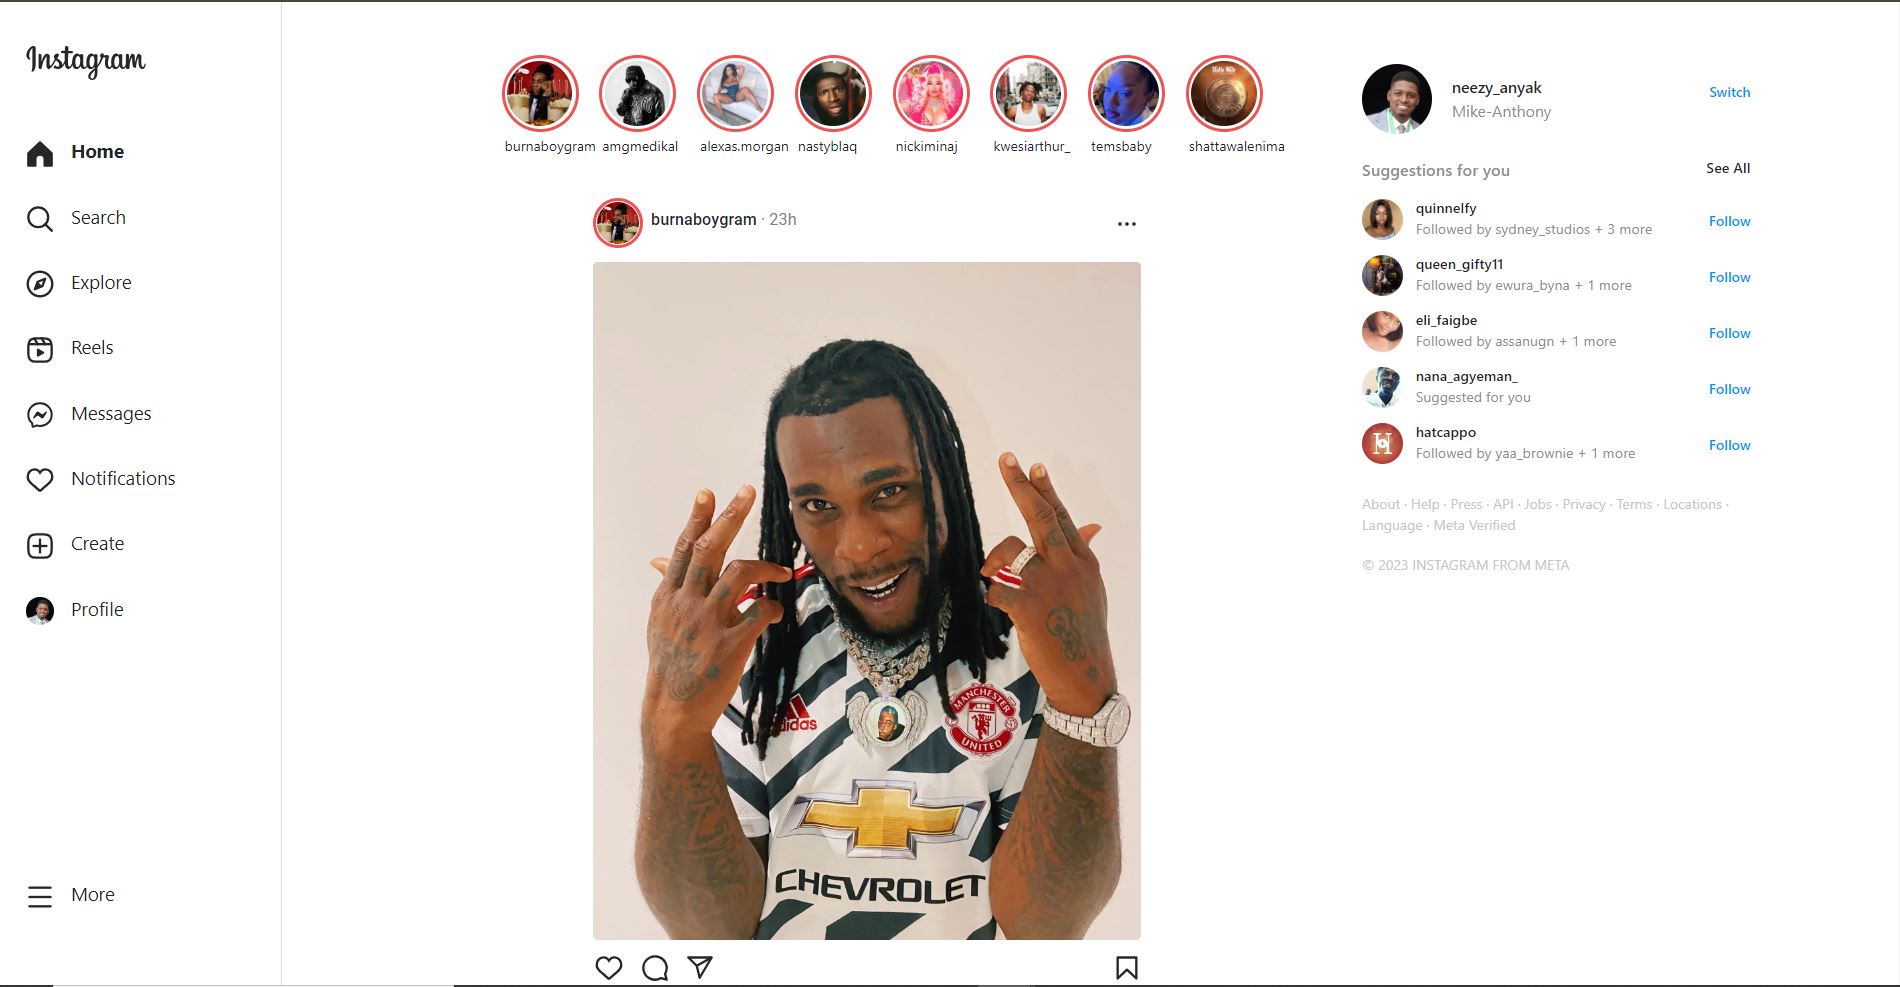 Instagram
Home
Search
Explore
Reels
Messages
Notifications
Create
Profile
More
burnaboygram amgmedikal alexas.morgan nastyblaq nickiminaj kwesiarthur_ temsbaby shattawalenima
burnaboygram · 23h
adidas
MANCHESTER
UNITED
CHEVROLET
neezy_anyak
Mike-Anthony
Switch
Suggestions for you
See All
quinnelfy
Followed by sydney_studios + 3 more
Follow
queen_gifty11
Followed by ewura_byna + 1 more
Follow
eli_faigbe
Followed by assanugn + 1 more
Follow
nana_agyeman_
Suggested for you
Follow
H
hatcappo
Followed by yaa_brownie + 1 more
Follow
About · Help · Press · API · Jobs · Privacy · Terms · Locations ·
Language · Meta Verified
© 2023 INSTAGRAM FROM META